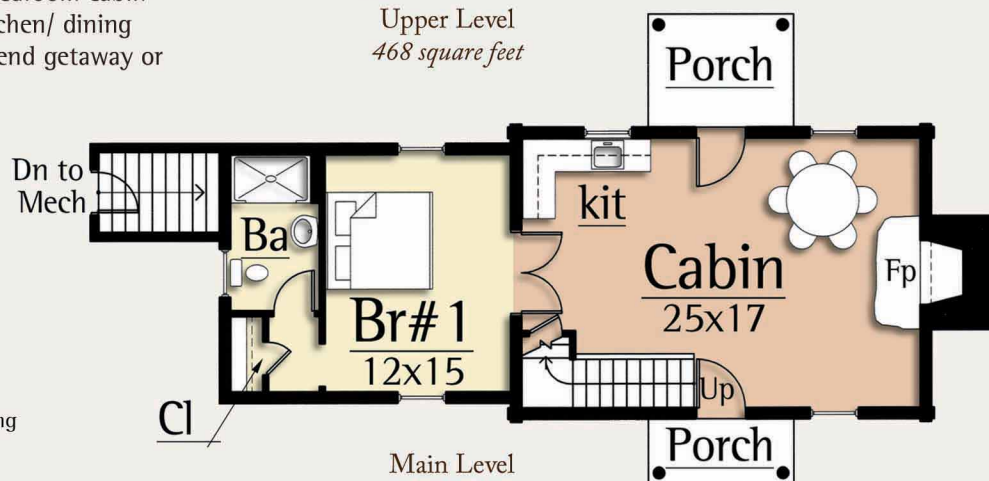 kitchen/ dining
end getaway or
Upper Level
468 square feet
Porch
Dn to
Mech
Ba
kit
Cabin
25x17
Fp
Br# 1
12x15
Up
Cl
Porch
Main Level